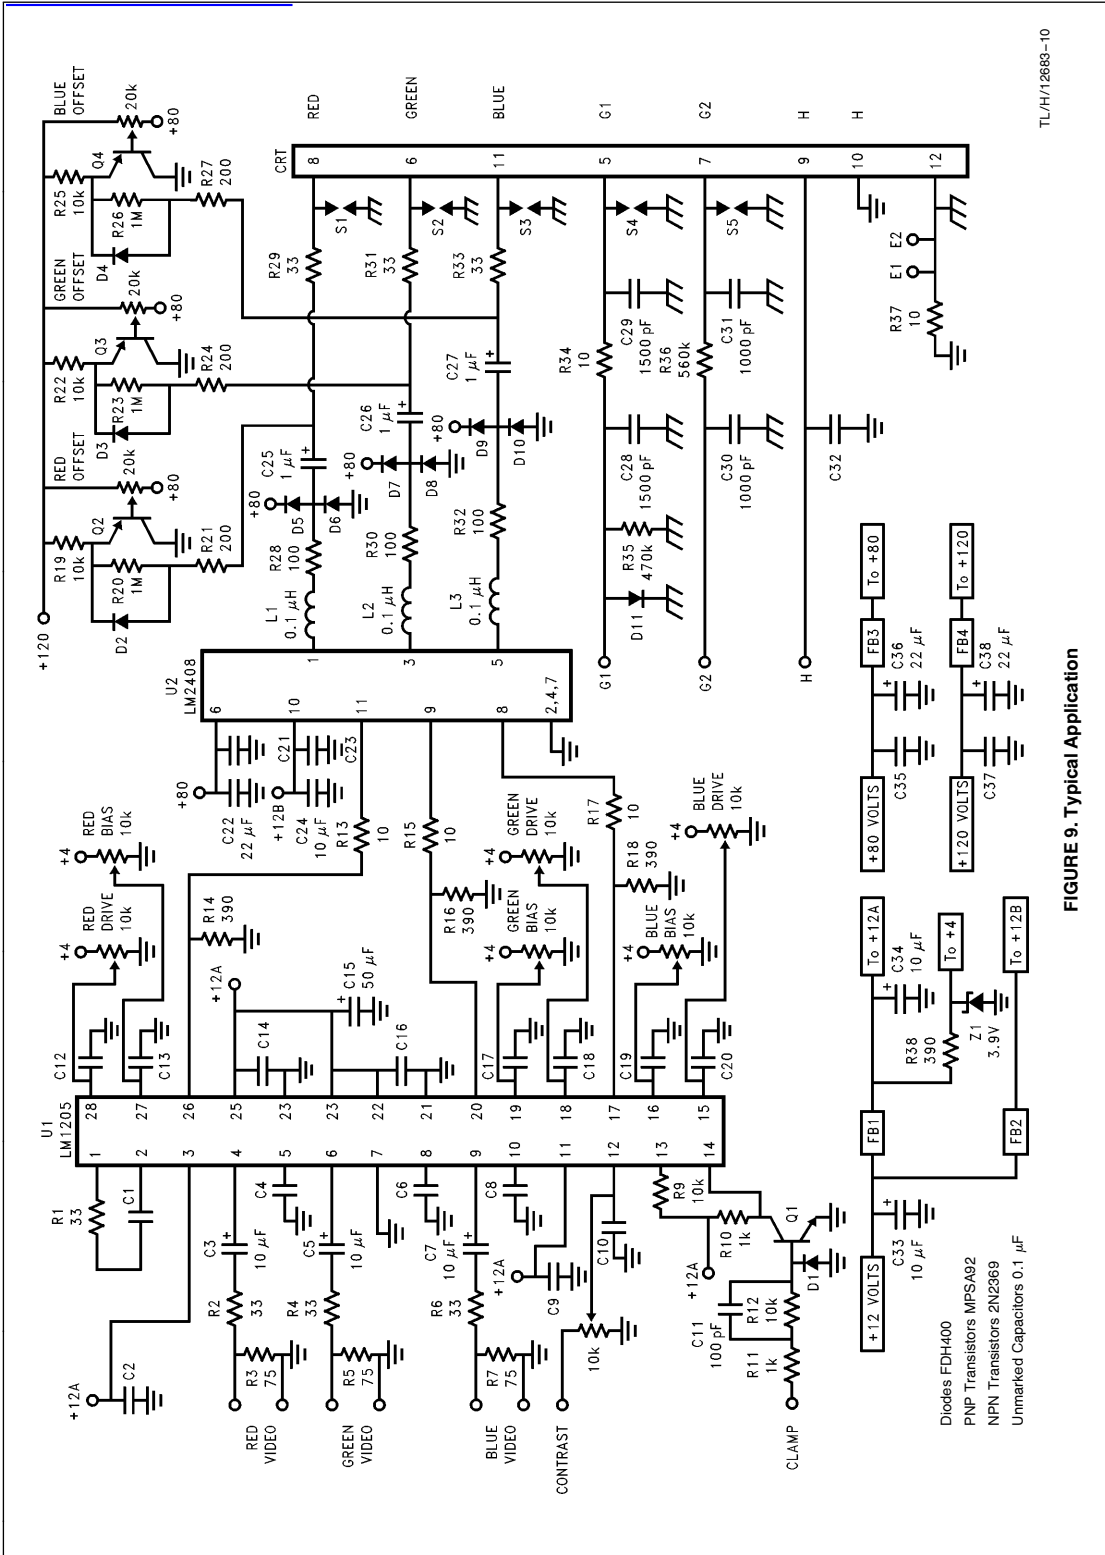 +12A
C2
R1
33
C1
RED
VIDEO
R3
75
R2
33
C3
10 µF
C4
GREEN
VIDEO
R5
75
R4
33
C5
10 µF
C6
BLUE
VIDEO
R7
75
R6
33
C7
10 µF
C8
+12A
C9
CONTRAST
10k
C10
R9
10k
+12A
R10
1k
Q1
CLAMP
R11
1k
C11
100 pF
R12
10k
D1
U1
LM1205
1
2
3
4
5
6
7
8
9
10
11
12
13
14
28
27
26
25
23
23
22
21
20
19
18
17
16
15
C12
C13
+4
RED
DRIVE
10k
+4
RED
BIAS
10k
R14
390
+12A
C14
C15
50 µF
C16
R16
390
C17
C18
+4
GREEN
BIAS
10k
+4
GREEN
DRIVE
10k
C19
C20
+4
BLUE
BIAS
10k
R18
390
+4
BLUE
DRIVE
10k
R13
10
R15
10
R17
10
+80
C22
22 µF
C21
+12B
C24
10 µF
C23
U2
LM2408
6
10
11
9
8
2,4,7
1
3
5
+120
D2
R20
1M
R19
10k
Q2
R21
200
RED
OFFSET
20k
+80
D3
R23
1M
R22
10k
Q3
R24
200
GREEN
OFFSET
20k
+80
D4
R26
1M
R25
10k
Q4
R27
200
BLUE
OFFSET
20k
+80
L1
0.1 µH
R28
100
+80
D5
D6
C25
1 µF
R29
33
S1
L2
0.1 µH
R30
100
+80
D7
D8
C26
1 µF
R31
33
S2
L3
0.1 µH
R32
100
+80
D9
D10
C27
1 µF
R33
33
S3
CRT
8
6
11
5
7
9
10
12
RED
GREEN
BLUE
G1
G2
H
H
G1
D11
R35
470k
C28
1500 pF
R34
10
C29
1500 pF
S4
G2
C30
1000 pF
R36
560k
C31
1000 pF
S5
H
C32
R37
10
E1
E2
+12 VOLTS
C33
10 µF
FB1
FB2
R38
390
Z1
3.9V
C34
10 µF
To +12A
To +4
To +12B
+80 VOLTS
C35
C36
22 µF
FB3
To +80
+120 VOLTS
C37
C38
22 µF
FB4
To +120
Diodes FDH400
PNP Transistors MPSA92
NPN Transistors 2N2369
Unmarked Capacitors 0.1 µF
TL/H/12683–10
FIGURE 9. Typical Application